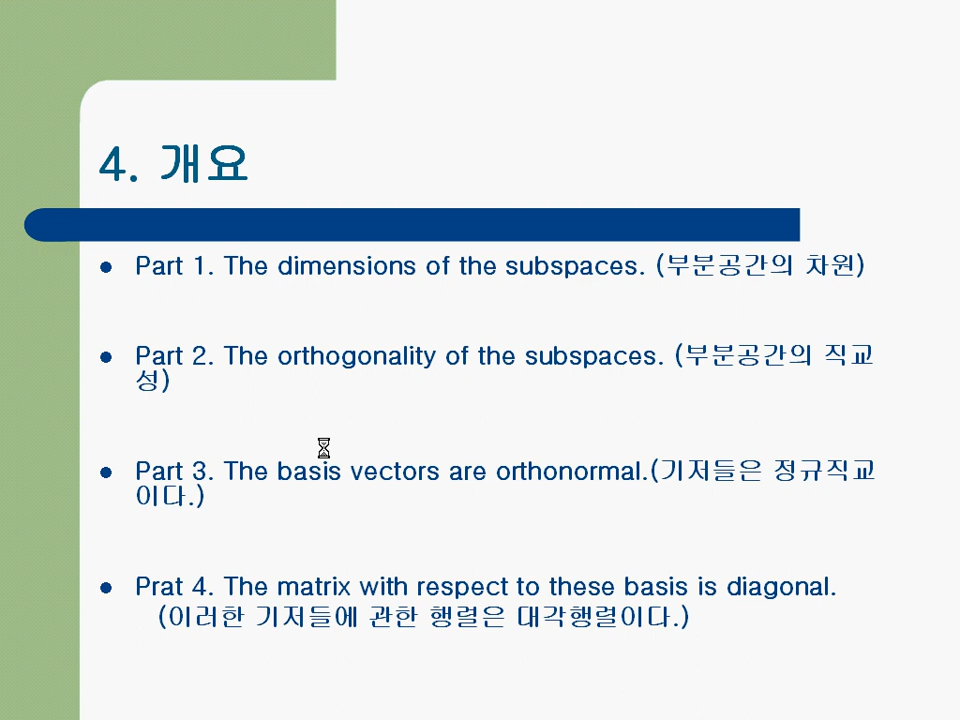 4. 개요
Part 1. The dimensions of the subspaces. (부분공간의 차원)
Part 2. The orthogonality of the subspaces. (부분공간의 직교
성)
Part 3. The basis vectors are orthonormal.(기저들은 정규직교
이다.)
Prat 4. The matrix with respect to these basis is diagonal.
(이러한 기저들에 관한 행렬은 대각행렬이다.)